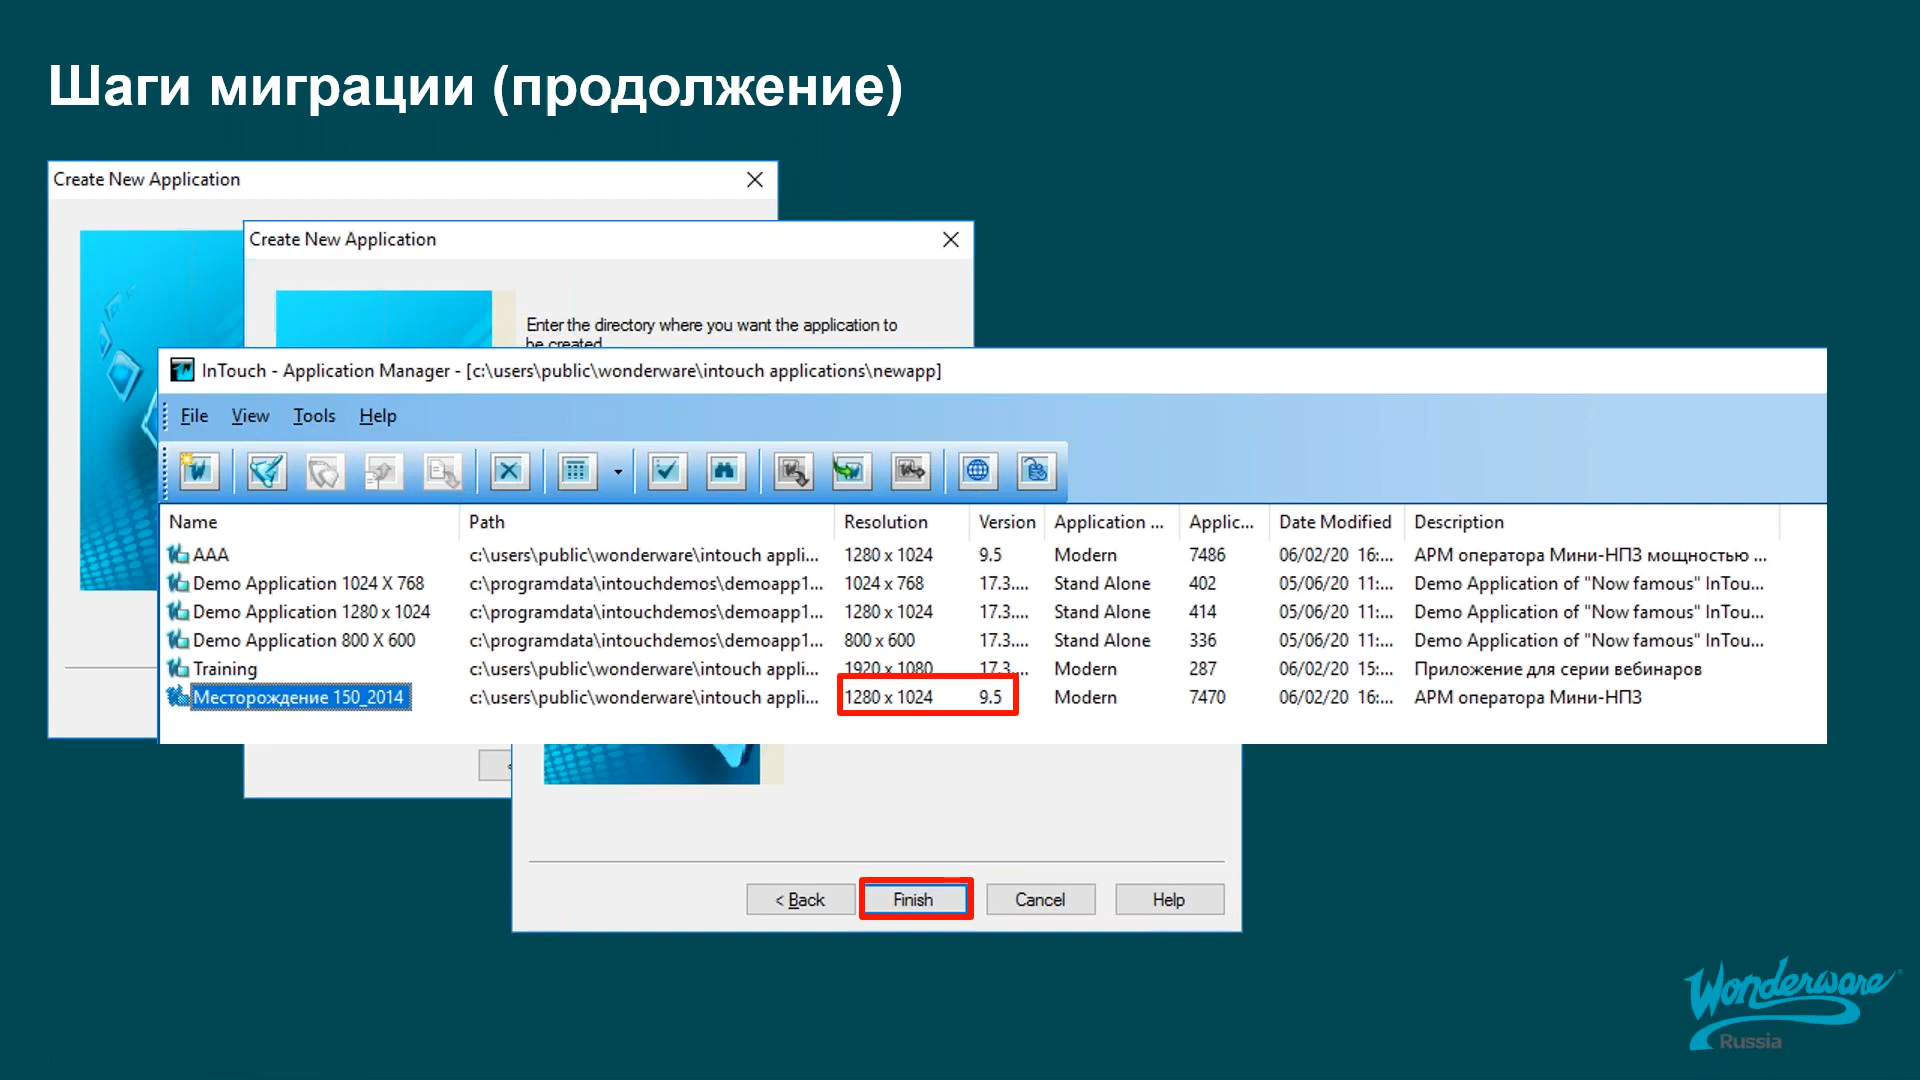 Шаги миграции (продолжение)
Create New Application
Create New Application
Enter the directory where you want the application to
be created
InTouch - Application Manager - [c:\users\public\wonderware\intouch applications\newapp]
File View Tools Help
Name Path Resolution Version Application ... Applic... Date Modified Description
AAA c:\users\public\wonderware\intouch appli... 1280 x 1024 9.5 Modern 7486 06/02/20 16:... АРМ оператора Мини-НПЗ мощностью ...
Demo Application 1024 X 768 c:\programdata\intouchdemos\demoapp1... 1024 x 768 17.3.... Stand Alone 402 05/06/20 11:... Demo Application of "Now famous" InTou...
Demo Application 1280 x 1024 c:\programdata\intouchdemos\demoapp1... 1280 x 1024 17.3.... Stand Alone 414 05/06/20 11:... Demo Application of "Now famous" InTou...
Demo Application 800 X 600 c:\programdata\intouchdemos\demoapp1... 800 x 600 17.3.... Stand Alone 336 05/06/20 11:... Demo Application of "Now famous" InTou...
Training c:\users\public\wonderware\intouch appli... 1920 x 1080 17.3.... Modern 287 06/02/20 15:... Приложение для серии вебинаров
Месторождение 150_2014 c:\users\public\wonderware\intouch appli... 1280 x 1024 9.5 Modern 7470 06/02/20 16:... АРМ оператора Мини-НПЗ
< Back Finish Cancel Help
Wonderware
Russia